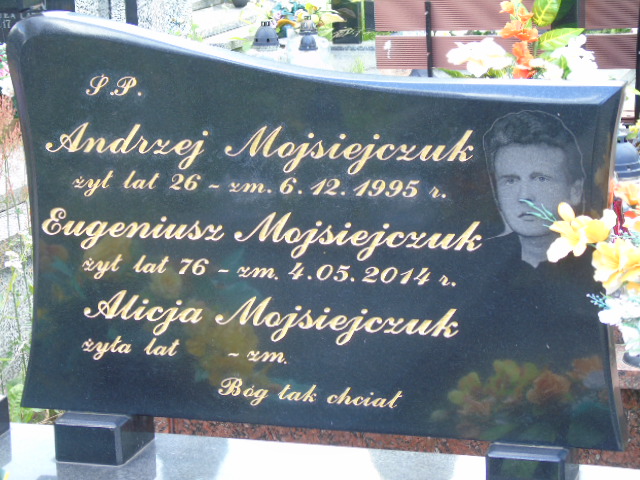 Ś.P.
Andrzej Mojsiejczuk
żył lat 26 - zm. 6.12.1995 r.
Eugeniusz Mojsiejczuk
żył lat 76 - zm. 4.05.2014 r.
Alicja Mojsiejczuk
żyła lat - zm.
Bóg tak chciał